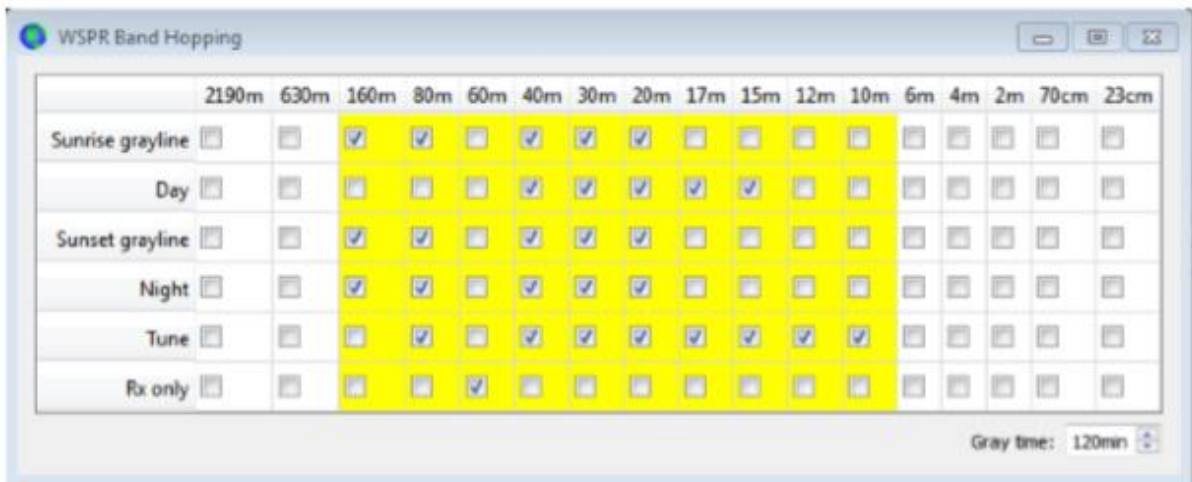 WSPR Band Hopping
2190m 630m 160m 80m 60m 40m 30m 20m 17m 15m 12m 10m 6m 4m 2m 70cm 23cm
Sunrise grayline
Day
Sunset grayline
Night
Tune
Rx only
Gray time: 120min